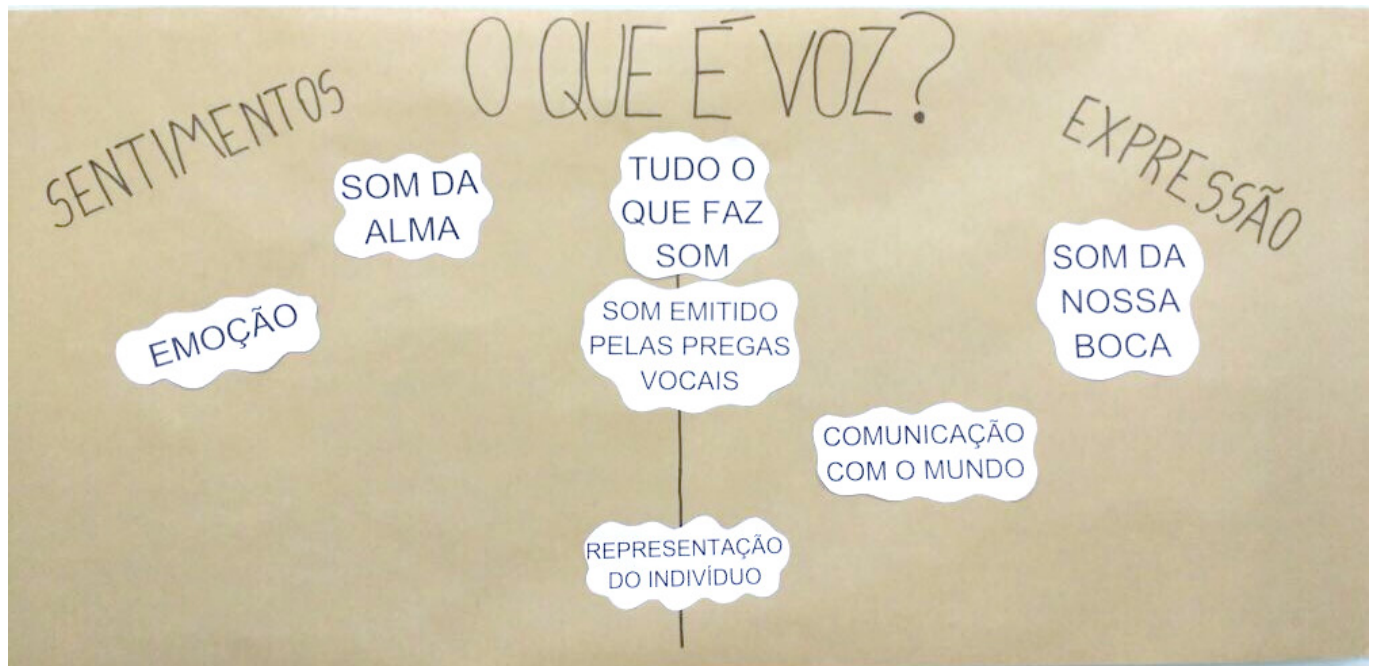 O QUE É VOZ?
SENTIMENTOS
EXPRESSÃO
SOM DA
ALMA
TUDO O
QUE FAZ
SOM
SOM DA
NOSSA
BOCA
EMOÇÃO
SOM EMITIDO
PELAS PREGAS
VOCAIS
COMUNICAÇÃO
COM O MUNDO
REPRESENTAÇÃO
DO INDIVÍDUO